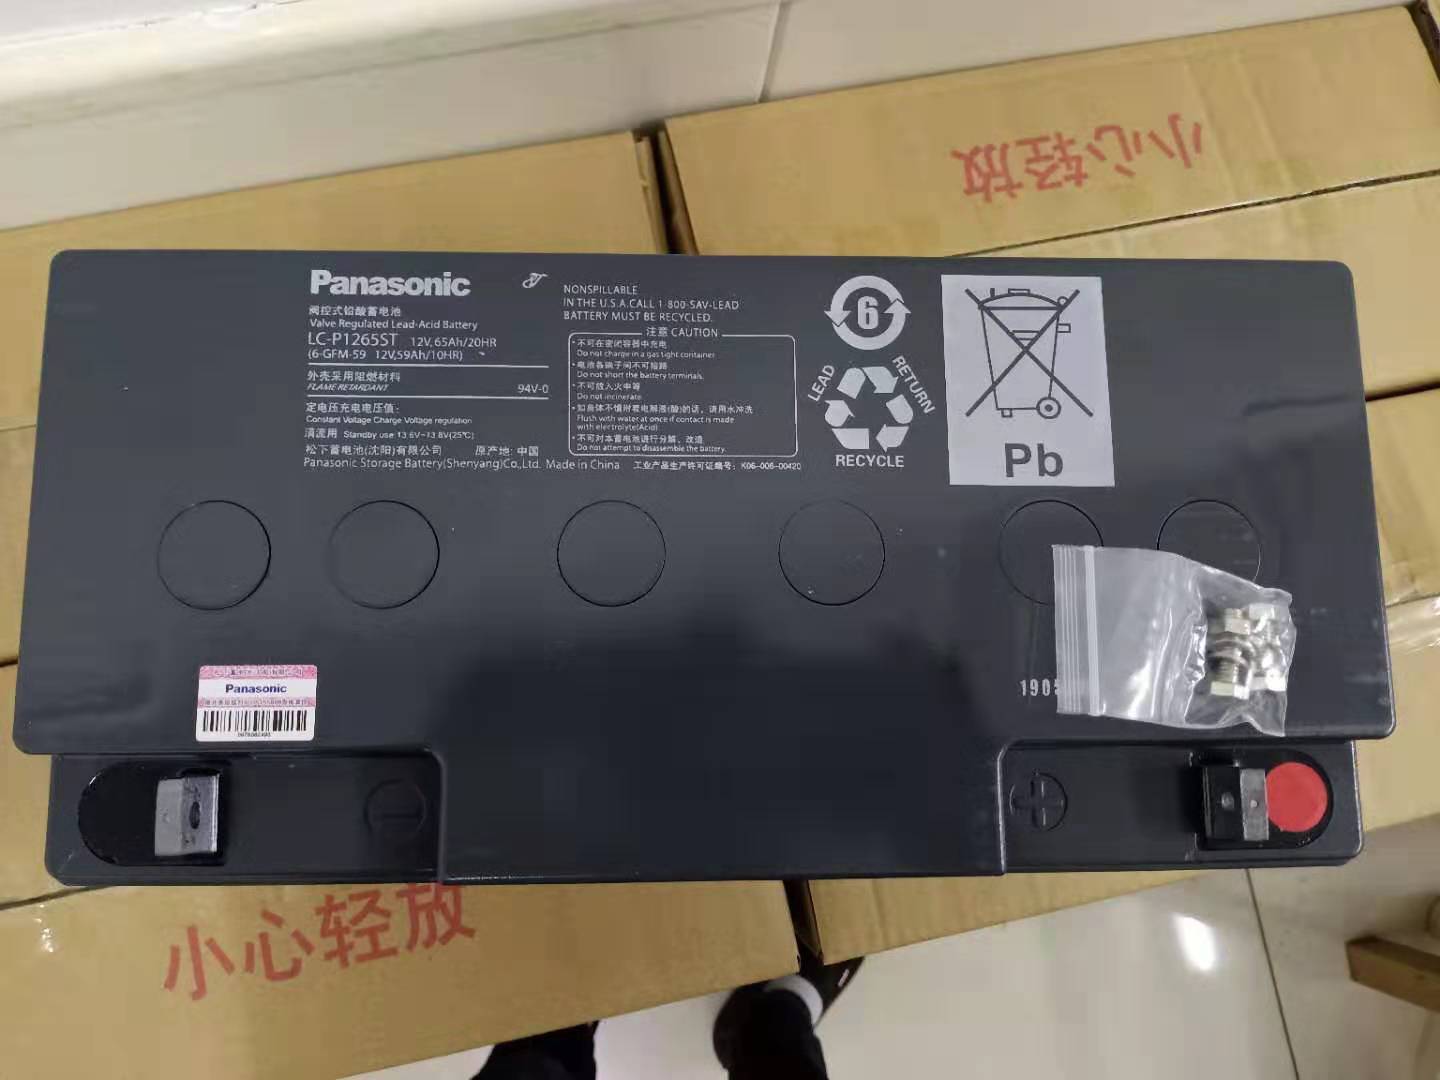 小心轻放
Panasonic
阀控式铅酸蓄电池
Valve Regulated Lead-Acid Battery
LC-P1265ST 12V,65Ah/20HR
(6-GFM-59 12V,59Ah/10HR)
外壳采用阻燃材料
FLAME RETARDANT 94V-0
定电压充电电压值:
Constant Voltage Charge Voltage regulation
涓流用 Standby use 13.6V~13.8V(25℃)
松下蓄电池(沈阳)有限公司 原产地: 中国
Panasonic Storage Battery(Shenyang)Co.,Ltd. Made in China
工业产品生产许可证编号: K06-006-00420
NONSPILLABLE
IN THE U.S.A.CALL 1-800-SAV-LEAD
BATTERY MUST BE RECYCLED.
注意 CAUTION
·不可在密闭容器中充电
Do not charge in a gas tight container.
·电池各端子间不可短路
Do not short the battery terminals.
·不可放入火中等
Do not incinerate.
·如身体不慎附着电解液(酸)的话，请用水冲洗
Flush with water at once if contact is made
with electrolyte(Acid)
·不可对本蓄电池进行分解、改造
Do not attempt to disassemble the battery.
6
LEAD
RETURN
RECYCLE
Pb
1905
Panasonic
小心轻放